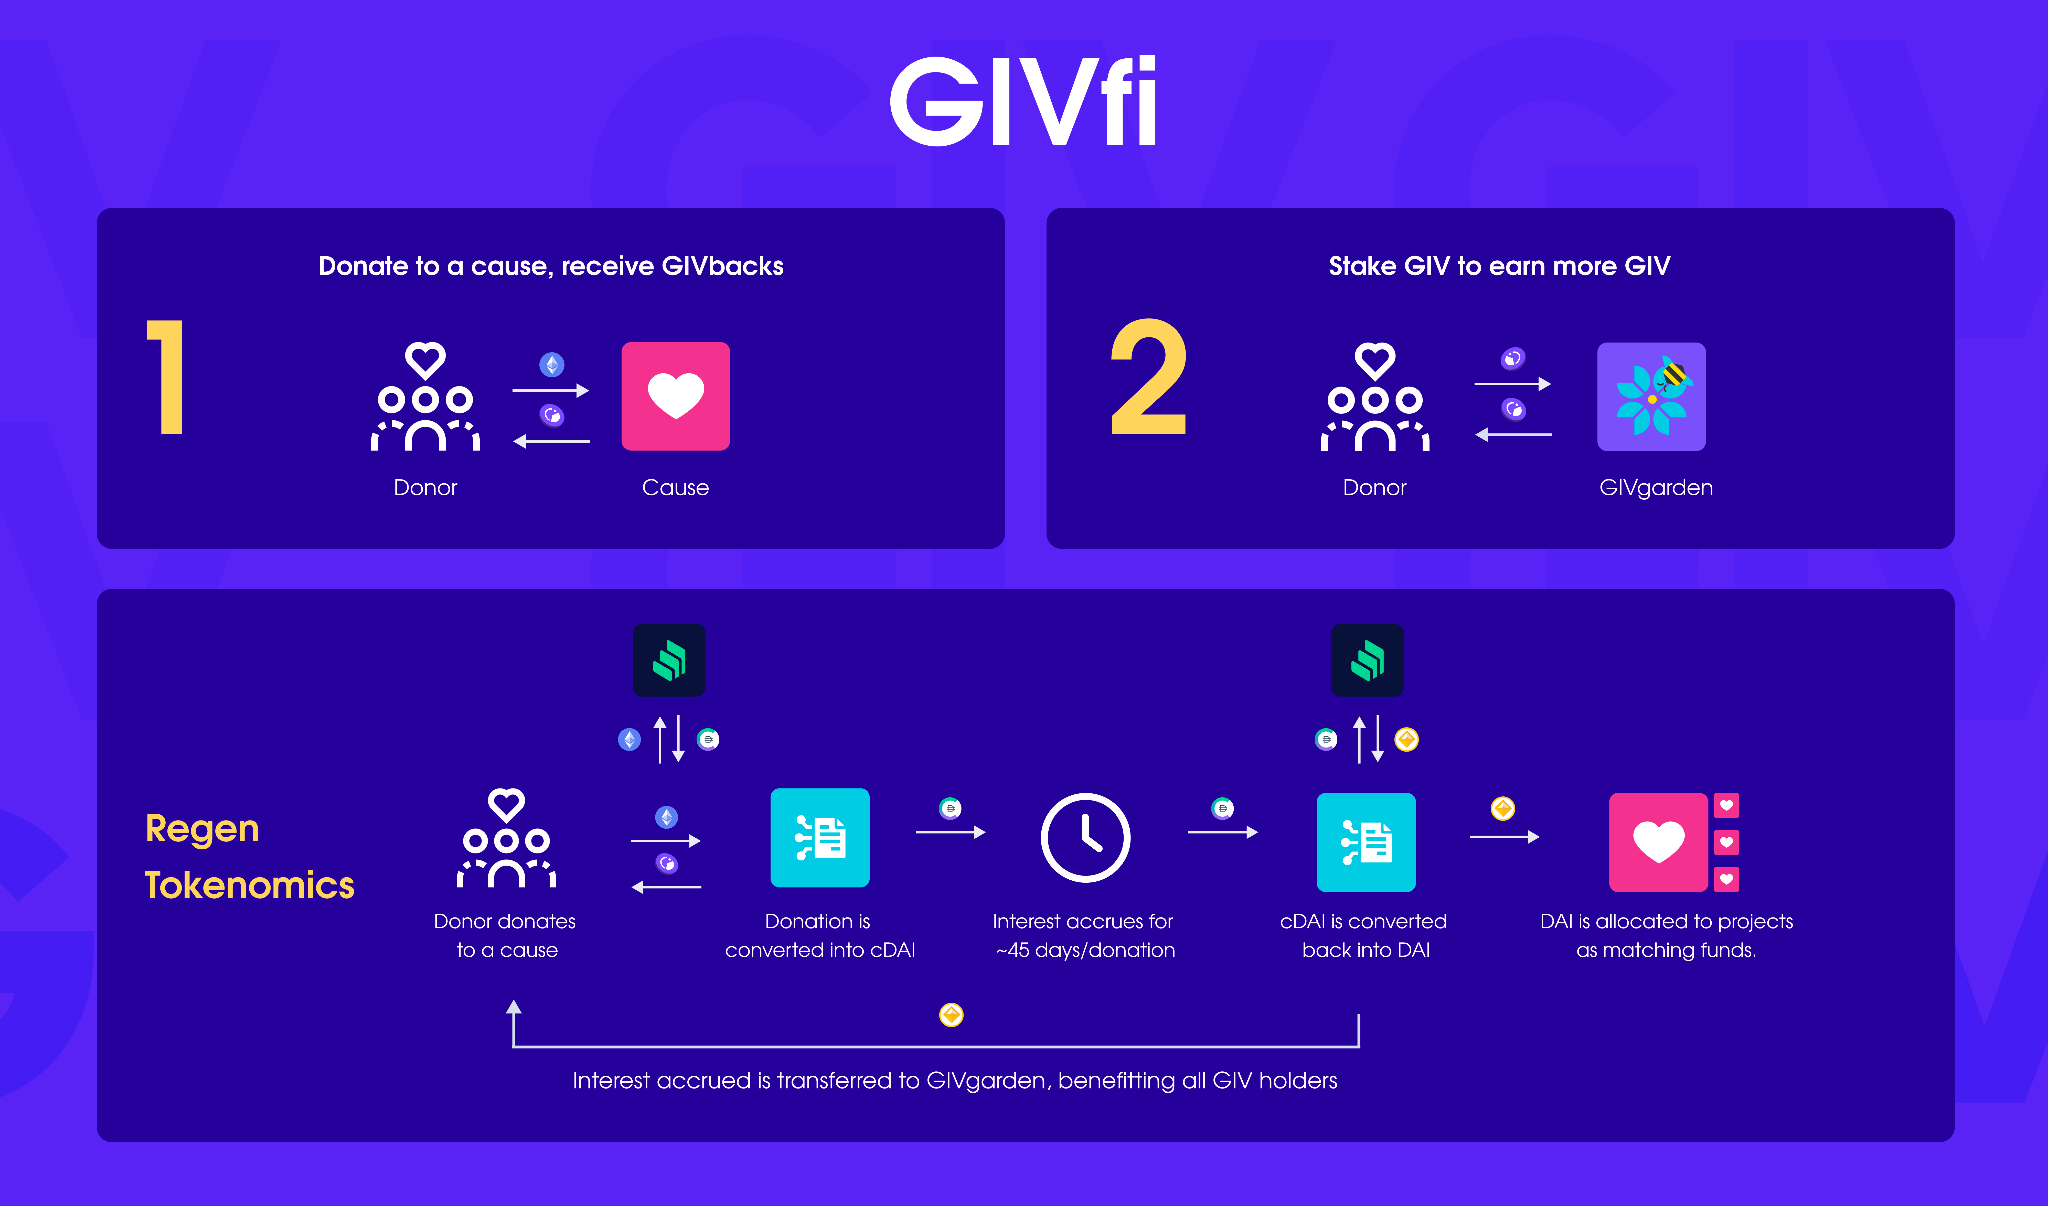 GIVfi
Donate to a cause, receive GIVbacks
1
Donor
Cause
Stake GIV to earn more GIV
2
Donor
GIVgarden
Regen
Tokenomics
Donor donates
to a cause
Donation is
converted into cDAI
Interest accrues for
~45 days/donation
cDAI is converted
back into DAI
DAI is allocated to projects
as matching funds.
Interest accrued is transferred to GIVgarden, benefitting all GIV holders